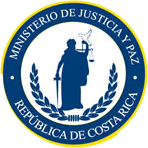 MINISTERIO DE JUSTICIA Y PAZ
REPÚBLICA DE COSTA RICA